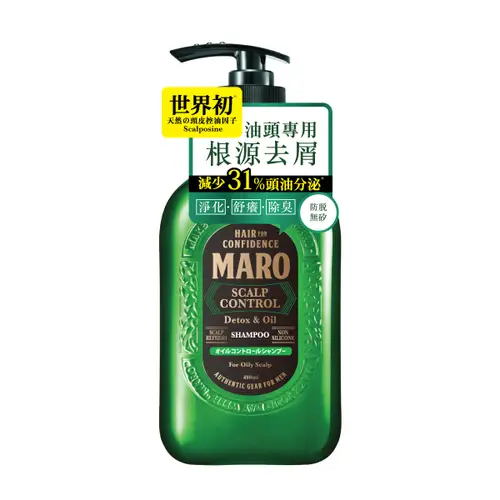 世界初*
天然の頭皮控油因子
Scalposine
油頭專用
根源去屑
減少31%頭油分泌*
淨化・舒癢・除臭
防脱
無矽
HAIR FOR
CONFIDENCE
MARO
SCALP
CONTROL
Detox & Oil
SCALP
REFRESH
SHAMPOO
NON
SILICONE
オイルコントロールシャンプー
For Oily Scalp
480ml
AUTHENTIC GEAR FOR MEN